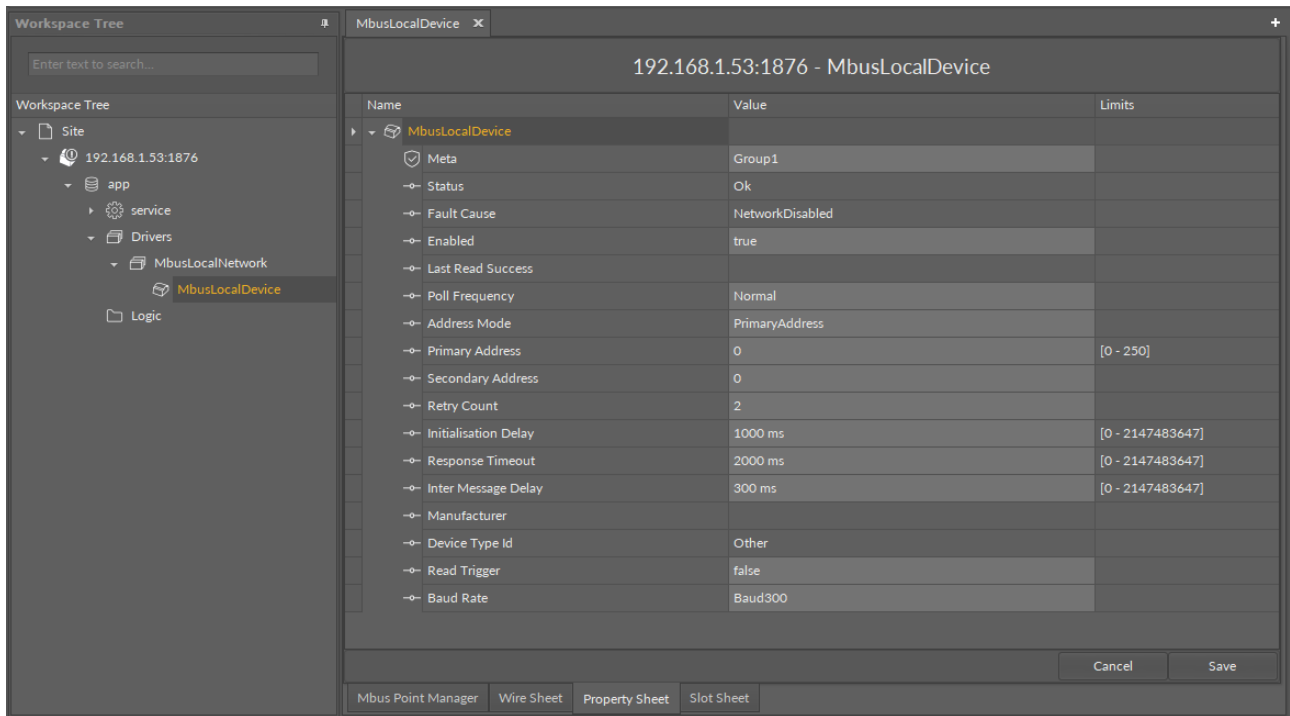 Workspace Tree
Enter text to search...
Workspace Tree
Site
192.168.1.53:1876
app
service
Drivers
MbusLocalNetwork
MbusLocalDevice
Logic
MbusLocalDevice
192.168.1.53:1876 - MbusLocalDevice
Name Value Limits
MbusLocalDevice
Meta Group1
Status Ok
Fault Cause NetworkDisabled
Enabled true
Last Read Success
Poll Frequency Normal
Address Mode PrimaryAddress
Primary Address 0 [0 - 250]
Secondary Address 0
Retry Count 2
Initialisation Delay 1000 ms [0 - 2147483647]
Response Timeout 2000 ms [0 - 2147483647]
Inter Message Delay 300 ms [0 - 2147483647]
Manufacturer
Device Type Id Other
Read Trigger false
Baud Rate Baud300
Cancel Save
Mbus Point Manager Wire Sheet Property Sheet Slot Sheet